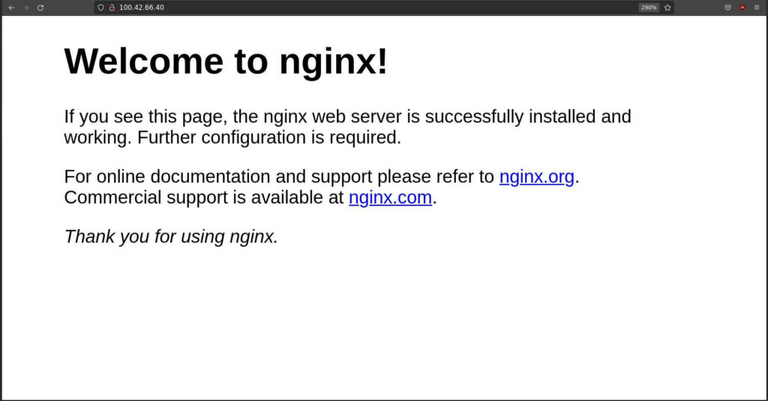 100.42.66.40
290%
Welcome to nginx!
If you see this page, the nginx web server is successfully installed and
working. Further configuration is required.
For online documentation and support please refer to nginx.org.
Commercial support is available at nginx.com.
Thank you for using nginx.